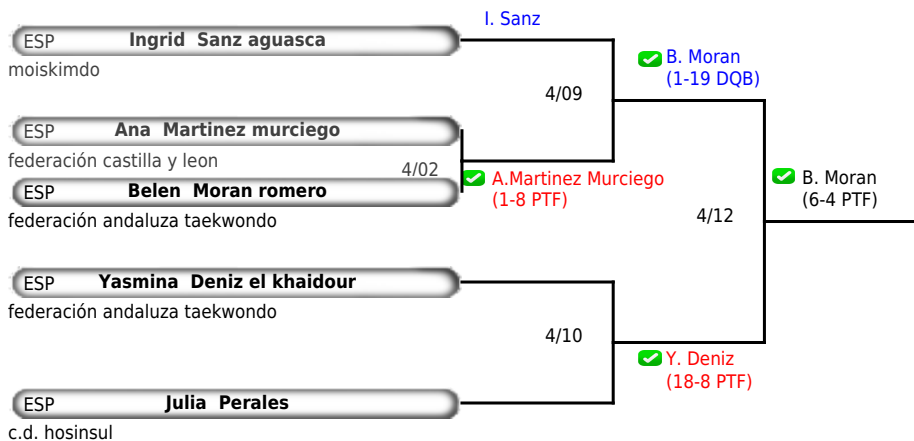 I. Sanz
ESP Ingrid Sanz aguasca
moiskimdo
B. Moran
(1-19 DQB)
4/09
ESP Ana Martinez murciego
federación castilla y leon
4/02
A.Martinez Murciego
(1-8 PTF)
ESP Belen Moran romero
federación andaluza taekwondo
B. Moran
(6-4 PTF)
4/12
ESP Yasmina Deniz el khaidour
federación andaluza taekwondo
4/10
Y. Deniz
(18-8 PTF)
ESP Julia Perales
c.d. hosinsul